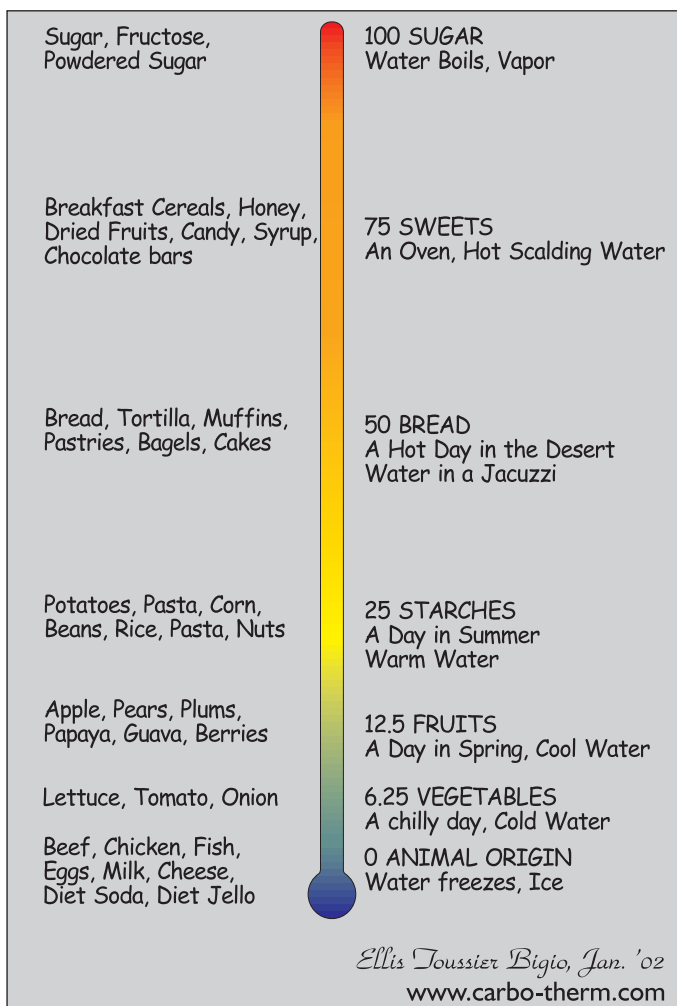 Sugar, Fructose,
Powdered Sugar
100 SUGAR
Water Boils, Vapor
Breakfast Cereals, Honey,
Dried Fruits, Candy, Syrup,
Chocolate bars
75 SWEETS
An Oven, Hot Scalding Water
Bread, Tortilla, Muffins,
Pastries, Bagels, Cakes
50 BREAD
A Hot Day in the Desert
Water in a Jacuzzi
Potatoes, Pasta, Corn,
Beans, Rice, Pasta, Nuts
25 STARCHES
A Day in Summer
Warm Water
Apple, Pears, Plums,
Papaya, Guava, Berries
12.5 FRUITS
A Day in Spring, Cool Water
Lettuce, Tomato, Onion
6.25 VEGETABLES
A chilly day, Cold Water
Beef, Chicken, Fish,
Eggs, Milk, Cheese,
Diet Soda, Diet Jello
0 ANIMAL ORIGIN
Water freezes, Ice
Ellis Toussier Bigio, Jan. '02
www.carbo-therm.com